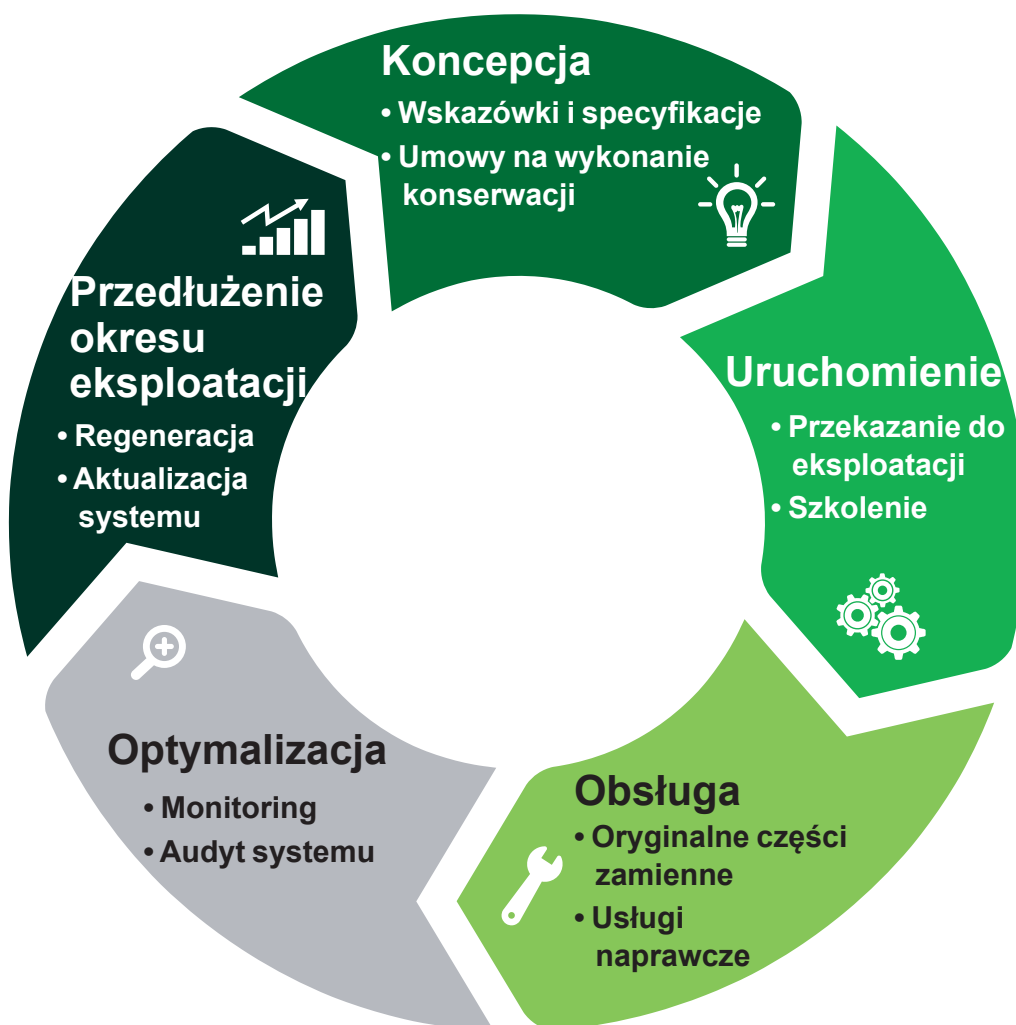 Koncepcja
• Wskazówki i specyfikacje
• Umowy na wykonanie
konserwacji
Uruchomienie
• Przekazanie do
eksploatacji
• Szkolenie
Obsługa
• Oryginalne części
zamienne
• Usługi
naprawcze
Optymalizacja
• Monitoring
• Audyt systemu
Przedłużenie
okresu
eksploatacji
• Regeneracja
• Aktualizacja
systemu